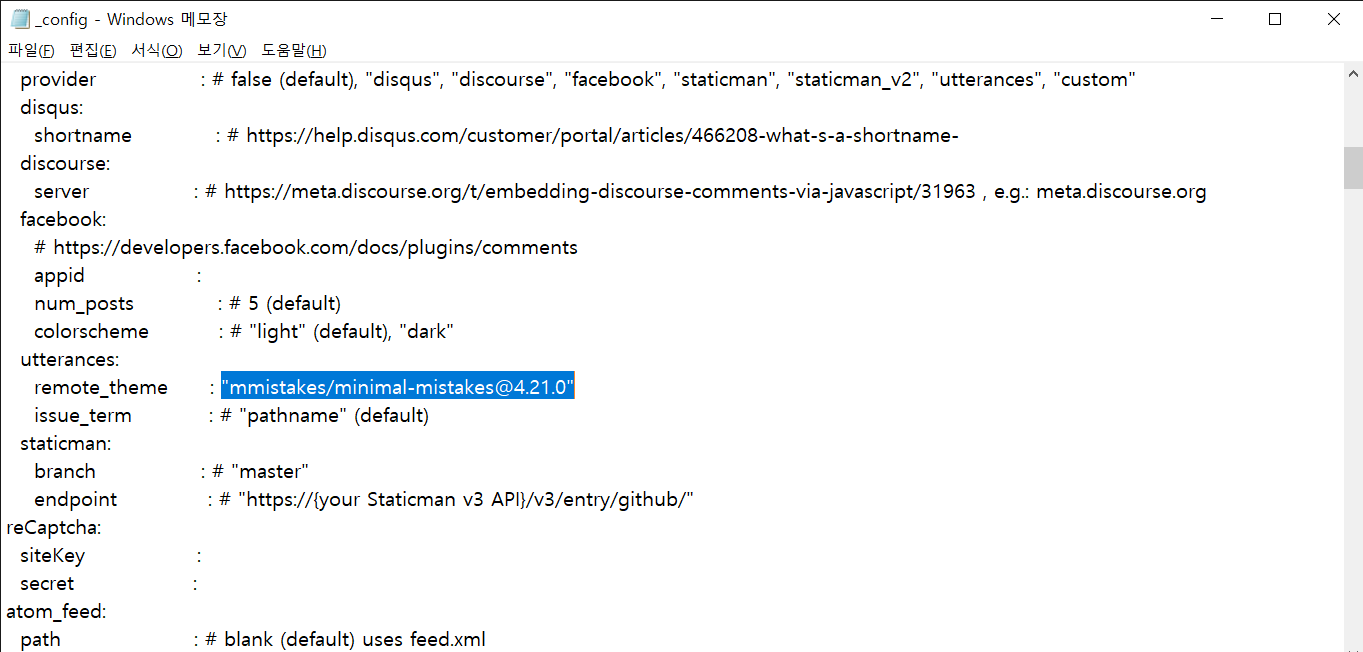 _config - Windows 메모장
파일(F) 편집(E) 서식(O) 보기(V) 도움말(H)
provider : # false (default), "disqus", "discourse", "facebook", "staticman", "staticman_v2", "utterances", "custom"
disqus:
shortname : # https://help.disqus.com/customer/portal/articles/466208-what-s-a-shortname-
discourse:
server : # https://meta.discourse.org/t/embedding-discourse-comments-via-javascript/31963 , e.g.: meta.discourse.org
facebook:
# https://developers.facebook.com/docs/plugins/comments
appid :
num_posts : # 5 (default)
colorscheme : # "light" (default), "dark"
utterances:
remote_theme : "mmistakes/minimal-mistakes@4.21.0"
issue_term : # "pathname" (default)
staticman:
branch : # "master"
endpoint : # "https://{your Staticman v3 API}/v3/entry/github/"
reCaptcha:
siteKey :
secret :
atom_feed:
path : # blank (default) uses feed.xml